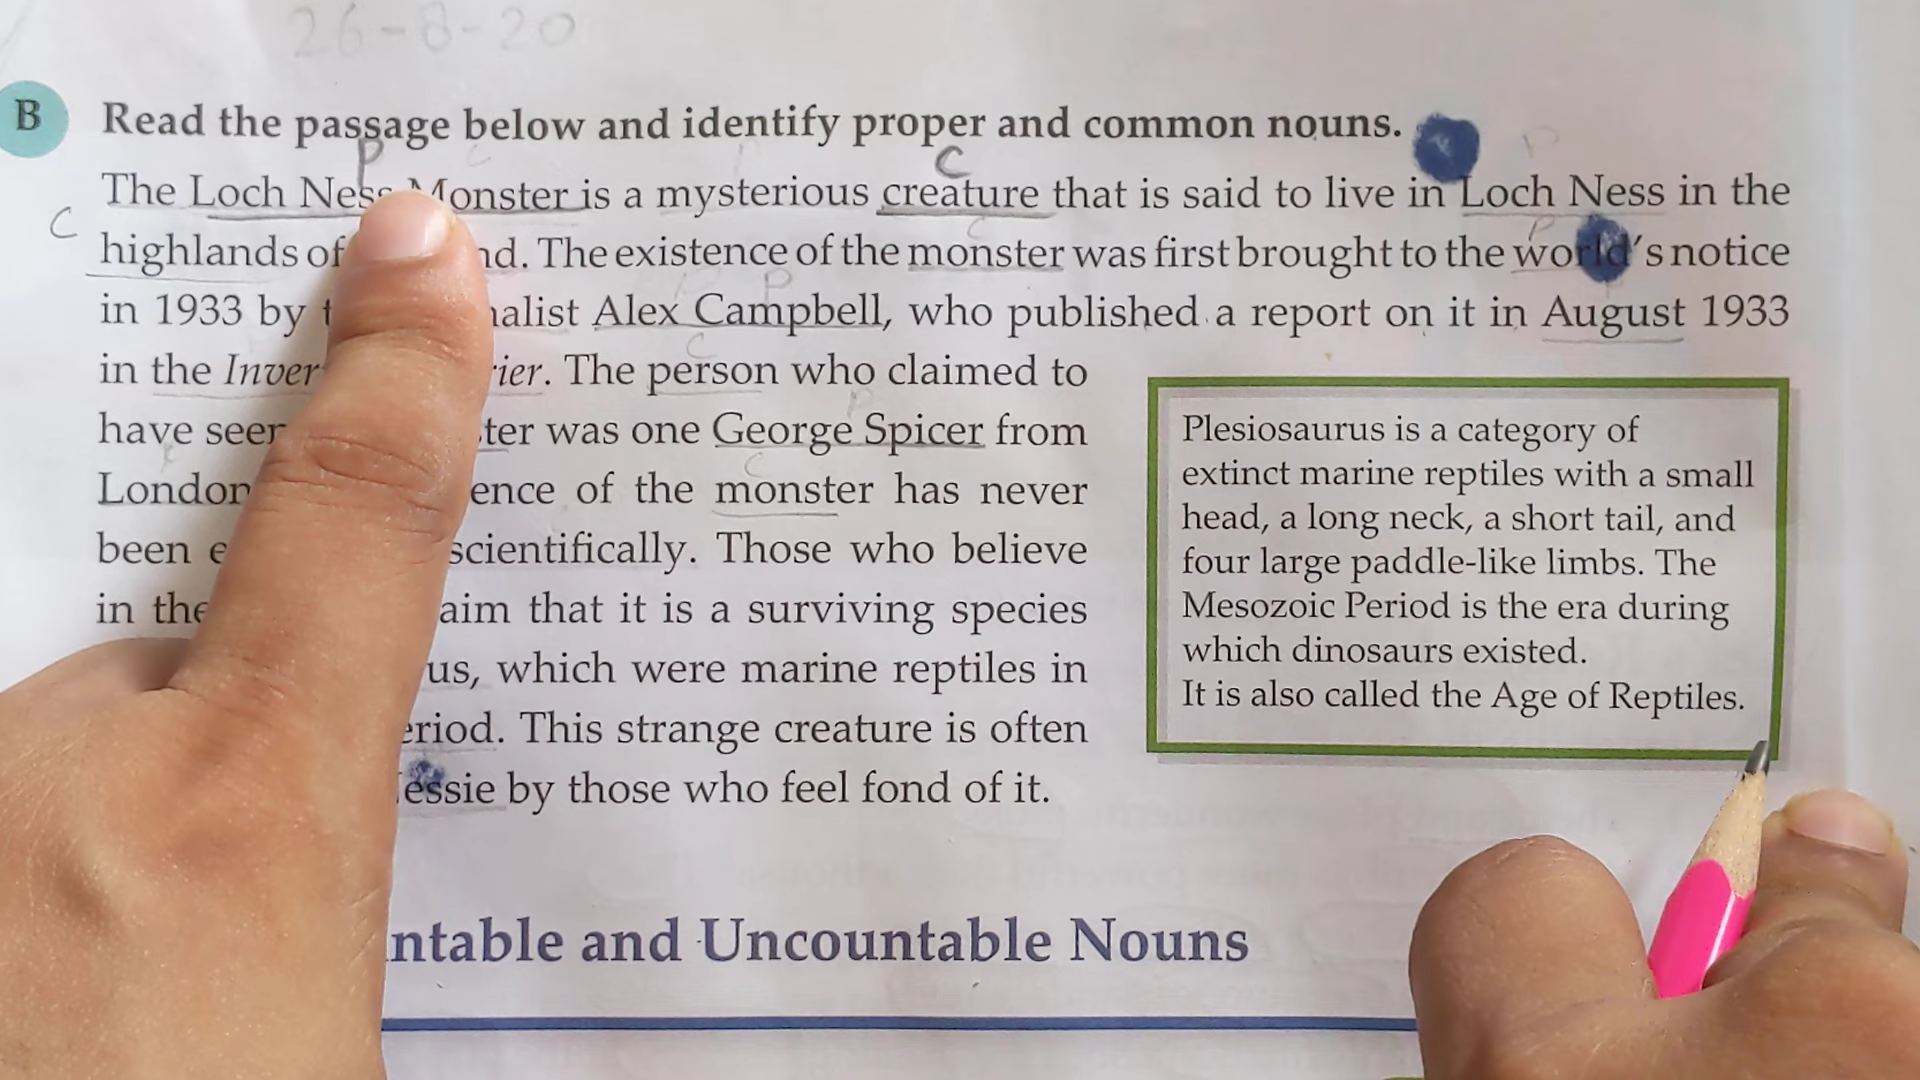 26-8-20
B Read the passage below and identify proper and common nouns.
P C P
The Loch Ness Monster is a mysterious creature that is said to live in Loch Ness in the
C C P
highlands of nd. The existence of the monster was first brought to the world's notice
P
in 1933 by nalist Alex Campbell, who published a report on it in August 1933
C
in the Inver rier. The person who claimed to
P
have seen ter was one George Spicer from
C
London ence of the monster has never
been e scientifically. Those who believe
in the aim that it is a surviving species
us, which were marine reptiles in
eriod. This strange creature is often
essie by those who feel fond of it.
Plesiosaurus is a category of
extinct marine reptiles with a small
head, a long neck, a short tail, and
four large paddle-like limbs. The
Mesozoic Period is the era during
which dinosaurs existed.
It is also called the Age of Reptiles.
ntable and Uncountable Nouns